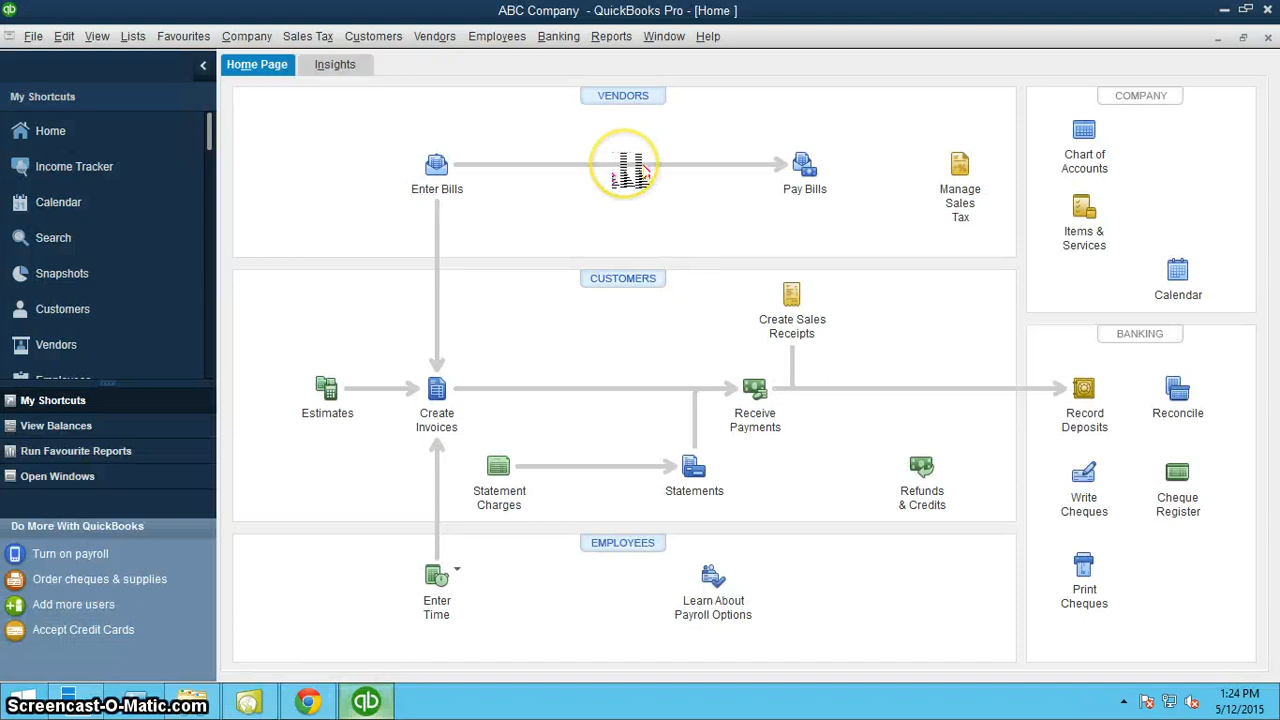 ABC Company - QuickBooks Pro - [Home ]
File Edit View Lists Favourites Company Sales Tax Customers Vendors Employees Banking Reports Window Help
My Shortcuts
Home
Income Tracker
Calendar
Search
Snapshots
Customers
Vendors
My Shortcuts
View Balances
Run Favourite Reports
Open Windows
Do More With QuickBooks
Turn on payroll
Order cheques & supplies
Add more users
Accept Credit Cards
Home Page
Insights
VENDORS
Enter Bills
Pay Bills
Manage
Sales
Tax
CUSTOMERS
Create Sales
Receipts
Estimates
Create
Invoices
Receive
Payments
Statement
Charges
Statements
Refunds
& Credits
EMPLOYEES
Enter
Time
Learn About
Payroll Options
COMPANY
Chart of
Accounts
Items &
Services
Calendar
BANKING
Record
Deposits
Reconcile
Write
Cheques
Cheque
Register
Print
Cheques
qb
Screencast-O-Matic.com
1:24 PM
5/12/2015